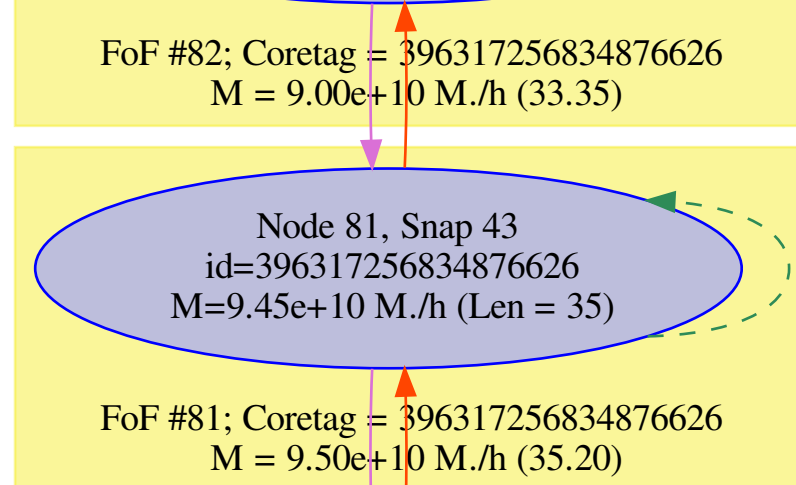 FoF #82; Coretag = 396317256834876626
M = 9.00e+10 M./h (33.35)
Node 81, Snap 43
id=396317256834876626
M=9.45e+10 M./h (Len = 35)
FoF #81; Coretag = 396317256834876626
M = 9.50e+10 M./h (35.20)